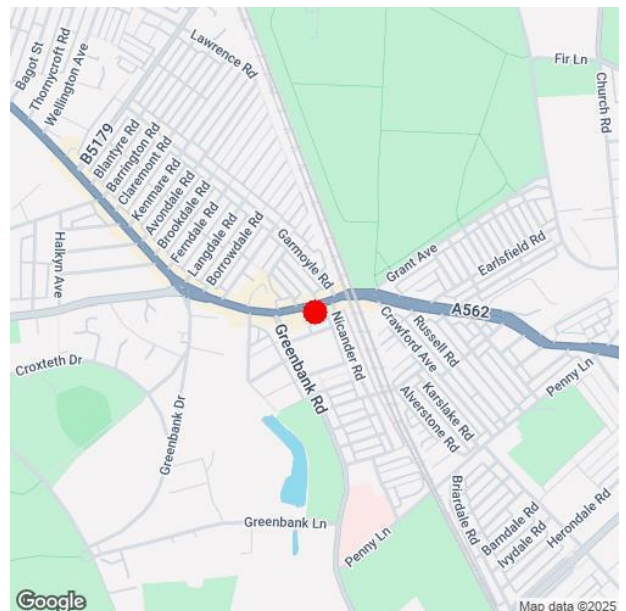 Bagot St
Thornycroft Rd
Wellington Ave
Lawrence Rd
Fir Ln
Church Rd
B5179
Blantyre Rd
Barrington Rd
Claremont Rd
Kenmare Rd
Avondale Rd
Brookdale Rd
Ferndale Rd
Langdale Rd
Borrowdale Rd
Garmoyle Rd
Halkyn Ave
Grant Ave
Earlsfield Rd
A562
Nicander Rd
Crawford Ave
Russell Rd
Greenbank Rd
Croxteth Dr
Greenbank Dr
Karslake Rd
Alverstone Rd
Penny Ln
Briardale Rd
Barndale Rd
Ivydale Rd
Herondale Rd
Greenbank Ln
Penny Ln
Google
Map data ©2025